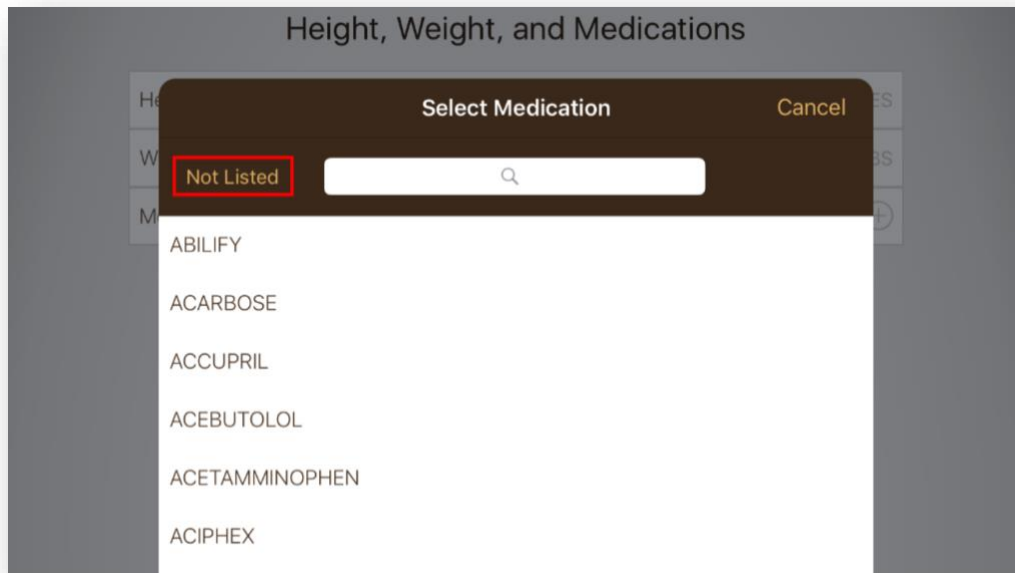 Height, Weight, and Medications
Select Medication Cancel
Not Listed
ABILIFY
ACARBOSE
ACCUPRIL
ACEBUTOLOL
ACETAMMINOPHEN
ACIPHEX